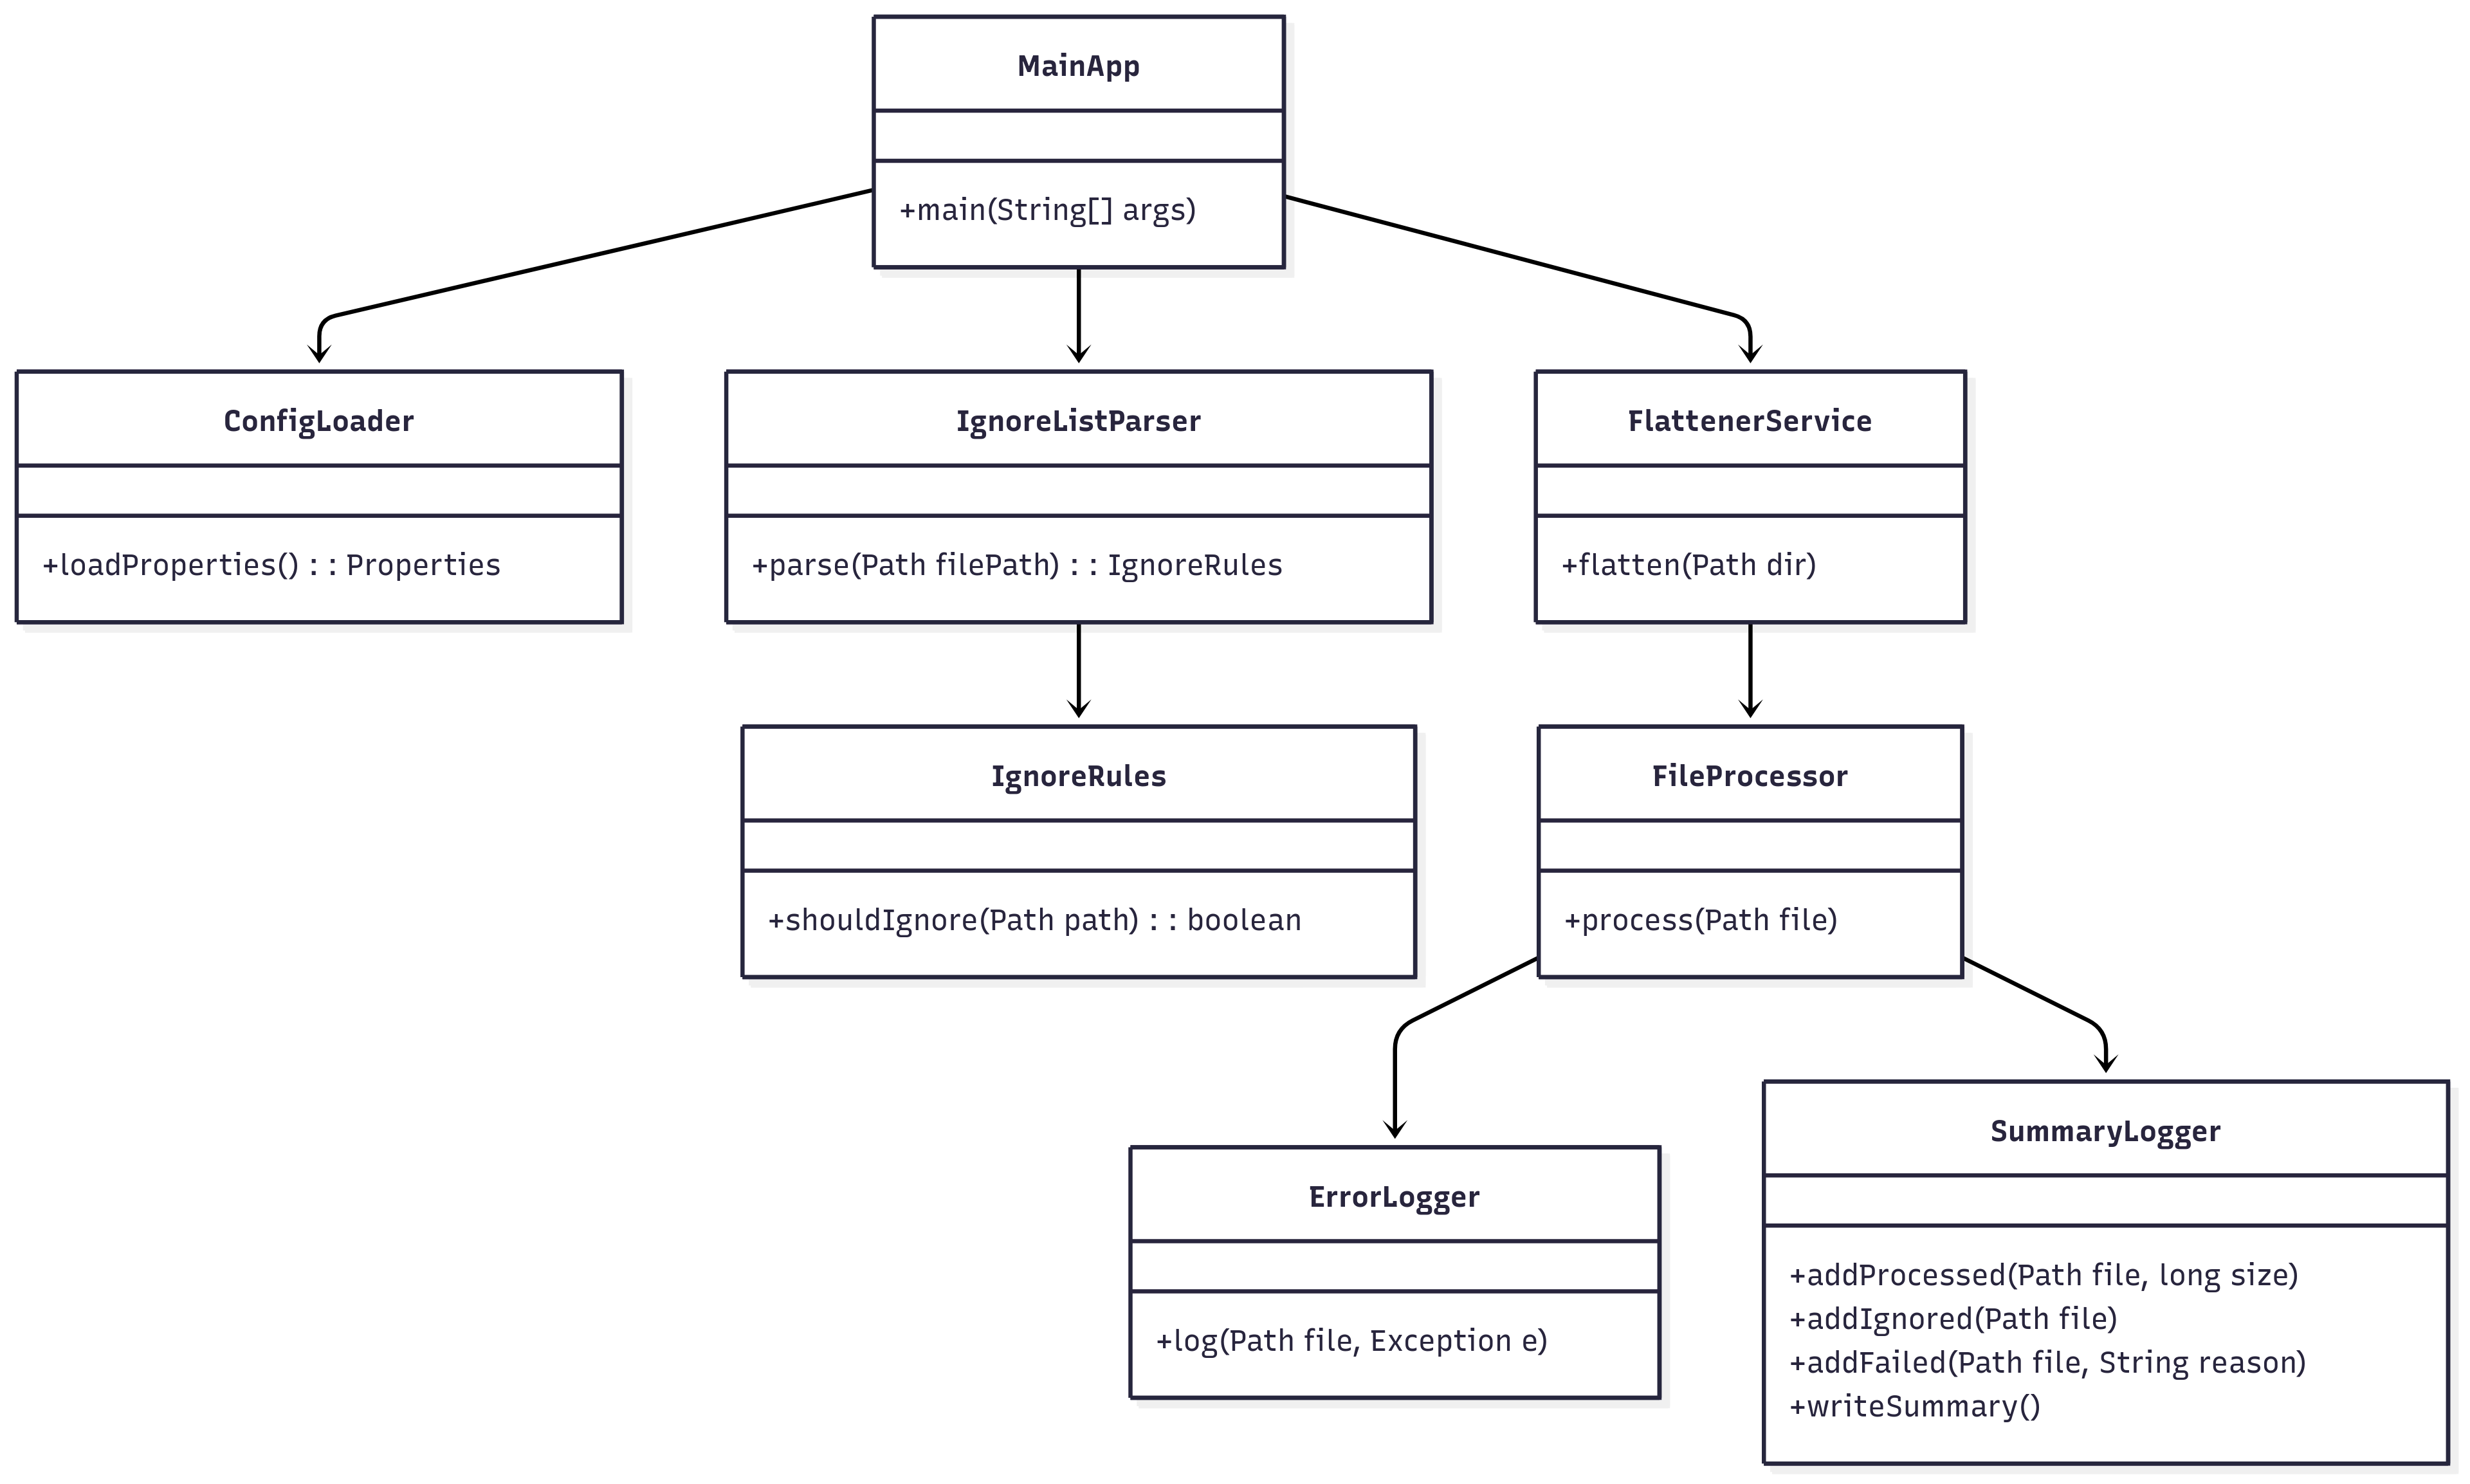 MainApp
+main(String[] args)
ConfigLoader
+loadProperties() : : Properties
IgnoreListParser
+parse(Path filePath) : : IgnoreRules
FlattenerService
+flatten(Path dir)
IgnoreRules
+shouldIgnore(Path path) : : boolean
FileProcessor
+process(Path file)
ErrorLogger
+log(Path file, Exception e)
SummaryLogger
+addProcessed(Path file, long size)
+addIgnored(Path file)
+addFailed(Path file, String reason)
+writeSummary()